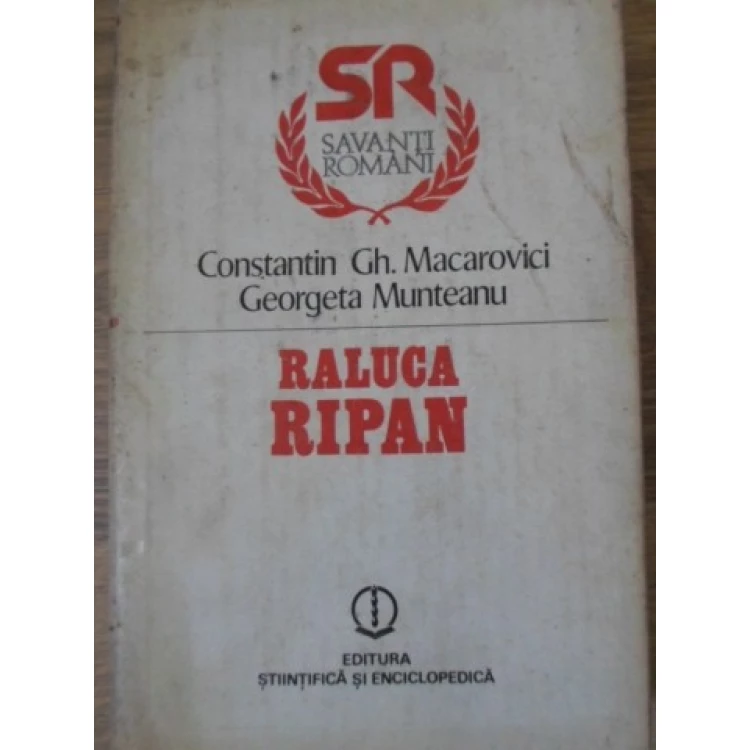 SR
SAVANȚI
ROMÂNI
Constantin Gh. Macarovici
Georgeta Munteanu
RALUCA
RIPAN
EDITURA
ȘTIINȚIFICĂ ȘI ENCICLOPEDICĂ